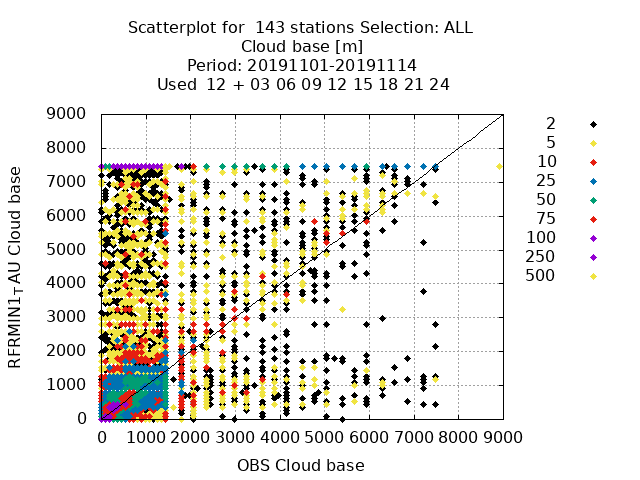 Scatterplot for  143 stations Selection: ALL
Cloud base [m]
Period: 20191101-20191114
Used  12 + 03 06 09 12 15 18 21 24
9000
8000
7000
6000
5000
4000
3000
2000
1000
0
RFRMIN1_T_AU Cloud base
0 1000 2000 3000 4000 5000 6000 7000 8000 9000
OBS Cloud base
2
5
10
25
50
75
100
250
500